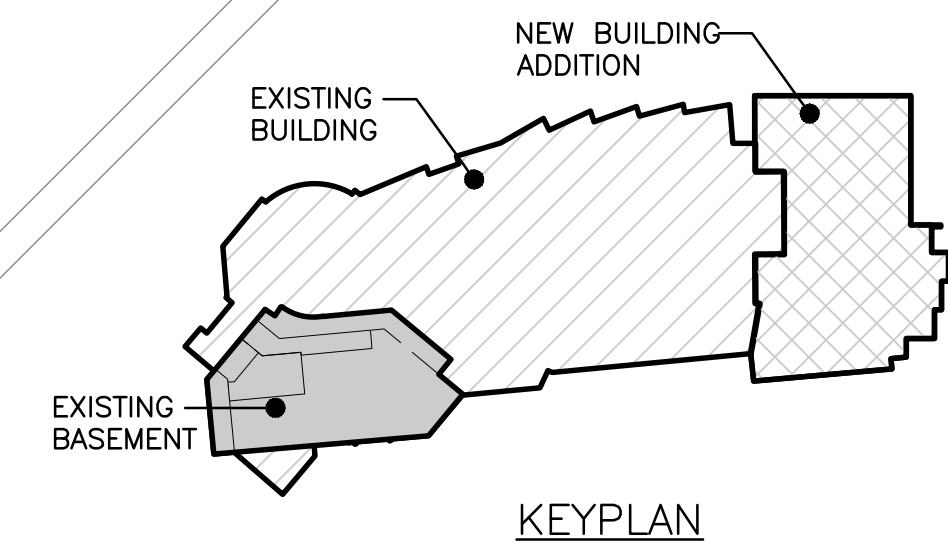 NEW BUILDING
ADDITION
EXISTING
BUILDING
EXISTING
BASEMENT
KEYPLAN